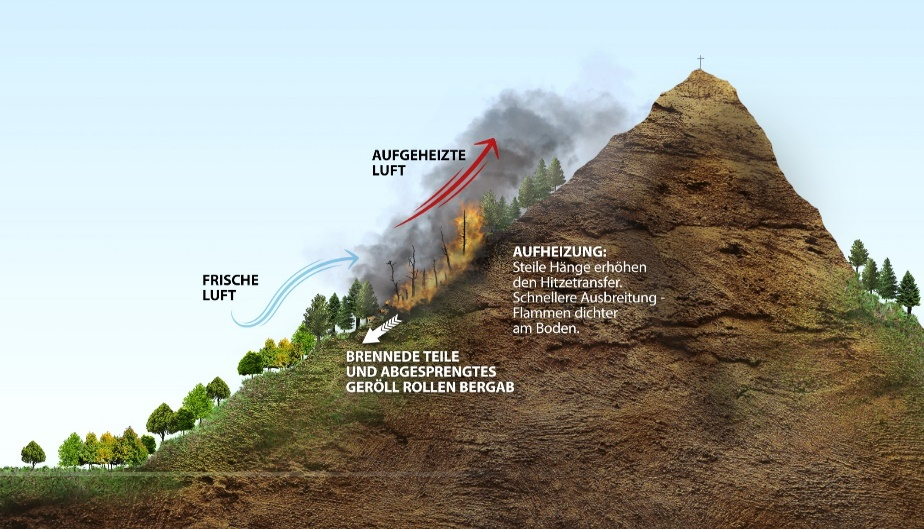 AUFGEHEIZTE
LUFT
FRISCHE
LUFT
AUFHEIZUNG:
Steile Hänge erhöhen
den Hitzetransfer.
Schnellere Ausbreitung -
Flammen dichter
am Boden.
BRENNEDE TEILE
UND ABGESPRENGTES
GERÖLL ROLLEN BERGAB